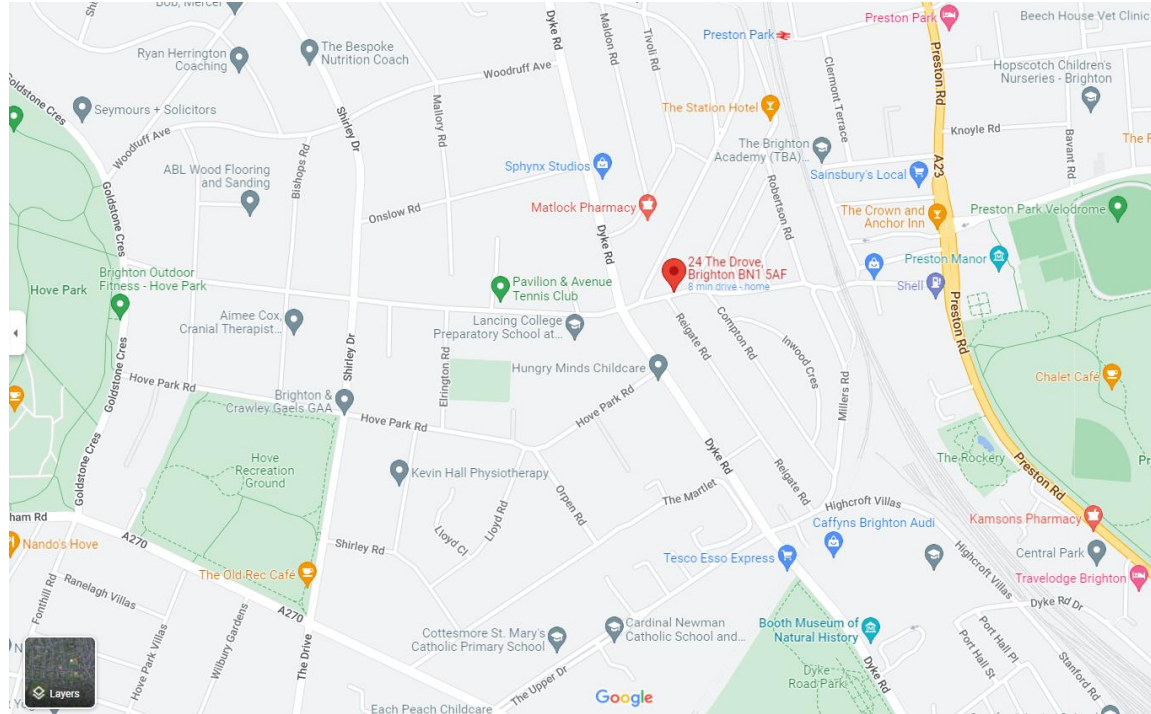 Bob, Mercer
Preston Park
Beech House Vet Clinic
Dyke Rd
Maldon Rd
Tivoli Rd
Preston Park
Preston Rd
Ryan Herrington
Coaching
The Bespoke
Nutrition Coach
Woodruff Ave
Clermont Terrace
Hopscotch Children's
Nurseries - Brighton
Goldstone Cres
Seymours + Solicitors
Mallory Rd
The Station Hotel
Shirley Dr
Knoyle Rd
Woodruff Ave
The Brighton
Academy (TBA)...
A23
Bavant Rd
Sphynx Studios
Sainsbury's Local
ABL Wood Flooring
and Sanding
Bishops Rd
Robertson Rd
Matlock Pharmacy
Onslow Rd
The Crown and
Anchor Inn
Preston Park Velodrome
Goldstone Cres
Dyke Rd
24 The Drove,
Brighton BN1 5AF
8 min drive - home
Preston Manor
Brighton Outdoor
Fitness - Hove Park
Hove Park
Pavilion & Avenue
Tennis Club
Shell
Aimee Cox,
Cranial Therapist...
Lancing College
Preparatory School at...
Reigate Rd
Compton Rd
Inwood Cres
Preston Rd
Shirley Dr
Elrington Rd
Hungry Minds Childcare
Millers Rd
Chalet Café
Goldstone Cres
Hove Park Rd
Brighton &
Crawley Gaels GAA
Hove Park Rd
Hove Park Rd
Dyke Rd
The Rockery
Hove
Recreation
Ground
Kevin Hall Physiotherapy
Reigate Rd
Preston Rd
Goldstone Cres
Orpen Rd
The Martlet
Highcroft Villas
Lloyd Cl
Lloyd Rd
Kamsons Pharmacy
ham Rd
Caffyns Brighton Audi
Nando's Hove
A270
Shirley Rd
Tesco Esso Express
Highcroft Villas
Central Park
Travelodge Brighton
The Old Rec Café
Ranelagh Villas
Fonthill Rd
A270
Dyke Rd Dr
Hove Park Villas
Wilbury Gardens
The Drive
Cottesmore St. Mary's
Catholic Primary School
Cardinal Newman
Catholic School and...
Booth Museum of
Natural History
Port Hall St
Port Hall Pl
Stanford Rd
Dyke
Road Park
Dyke Rd
The Upper Dr
Layers
Google
Each Peach Childcare